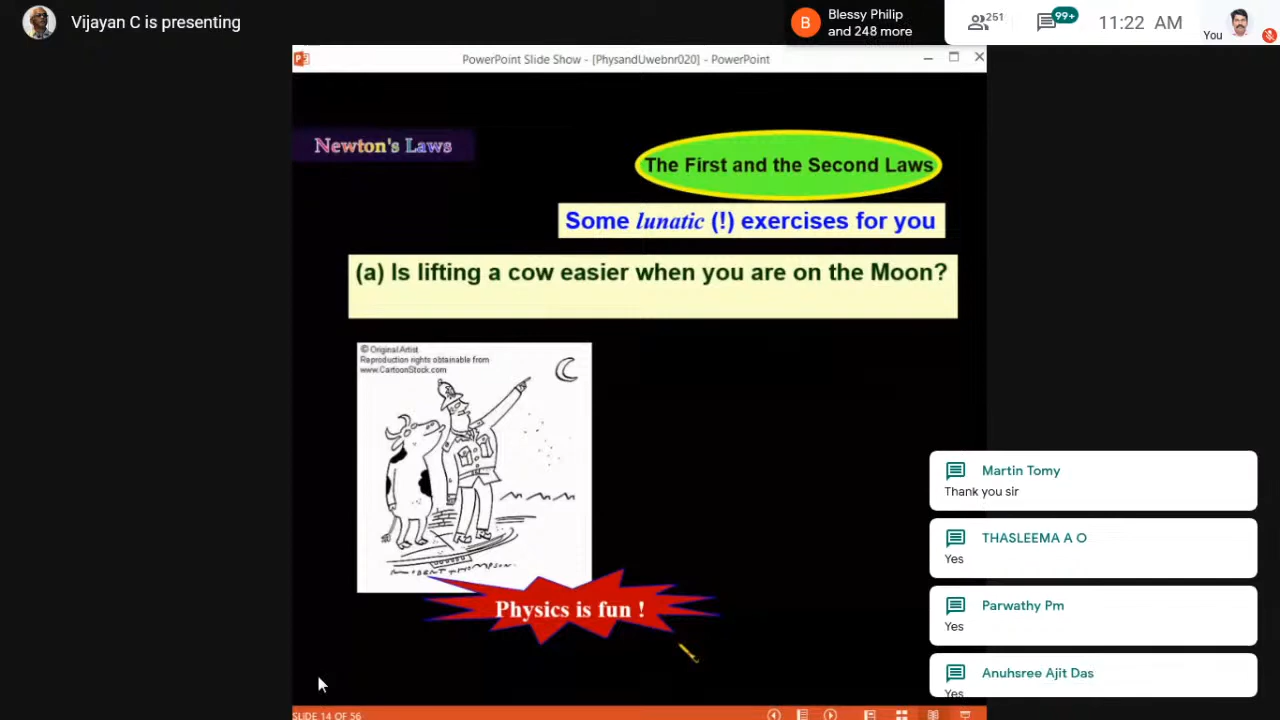 Vijayan C is presenting
B
Blessy Philip
and 248 more
251
99+
11:22 AM
You
PowerPoint Slide Show - [PhysandUwebnr020] - PowerPoint
Newton's Laws
The First and the Second Laws
Some lunatic (!) exercises for you
(a) Is lifting a cow easier when you are on the Moon?
© Original Artist
Reproduction rights obtainable from
www.CartoonStock.com
Physics is fun !
Martin Tomy
Thank you sir
THASLEEMA A O
Yes
Parwathy Pm
Yes
Anuhsree Ajit Das
Yes
SLIDE 14 OF 56